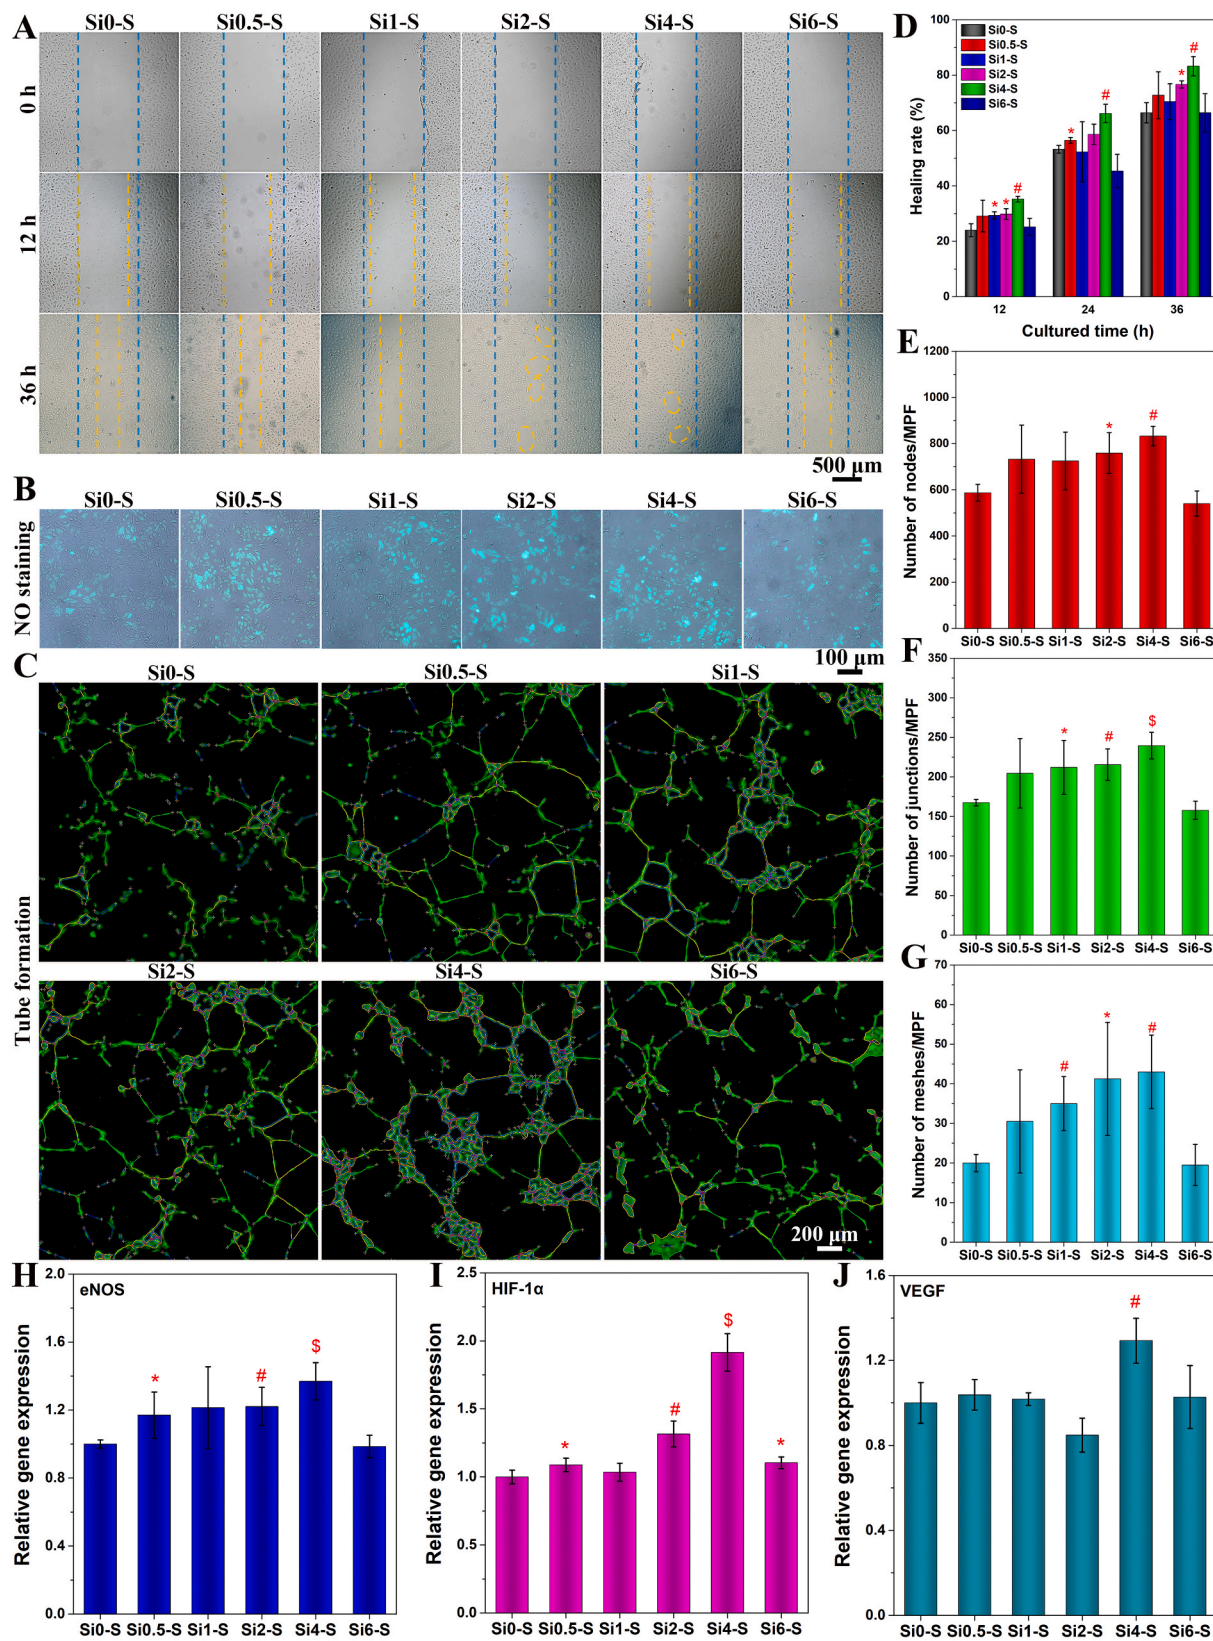 A
Si0-S Si0.5-S Si1-S Si2-S Si4-S Si6-S
0 h
12 h
36 h
500 μm
B
Si0-S Si0.5-S Si1-S Si2-S Si4-S Si6-S
NO staining
100 μm
C
Si0-S Si0.5-S Si1-S
Tube formation
Si2-S Si4-S Si6-S
200 μm
D
Healing rate (%)
100
80
60
40
20
0
Si0-S
Si0.5-S
Si1-S
Si2-S
Si4-S
Si6-S
* * # * # * #
12 24 36
Cultured time (h)
E
Number of nodes/MPF
1200
1000
800
600
400
200
0
* #
Si0-S Si0.5-S Si1-S Si2-S Si4-S Si6-S
F
Number of junctions/MPF
350
300
250
200
150
100
50
0
* # $
Si0-S Si0.5-S Si1-S Si2-S Si4-S Si6-S
G
Number of meshes/MPF
70
60
50
40
30
20
10
0
# * #
Si0-S Si0.5-S Si1-S Si2-S Si4-S Si6-S
H
eNOS
Relative gene expression
2.0
1.6
1.2
0.8
0.4
0.0
* # $
Si0-S Si0.5-S Si1-S Si2-S Si4-S Si6-S
I
HIF-1α
Relative gene expression
2.5
2.0
1.5
1.0
0.5
0.0
* # $ *
Si0-S Si0.5-S Si1-S Si2-S Si4-S Si6-S
J
VEGF
Relative gene expression
1.6
1.2
0.8
0.4
0.0
#
Si0-S Si0.5-S Si1-S Si2-S Si4-S Si6-S